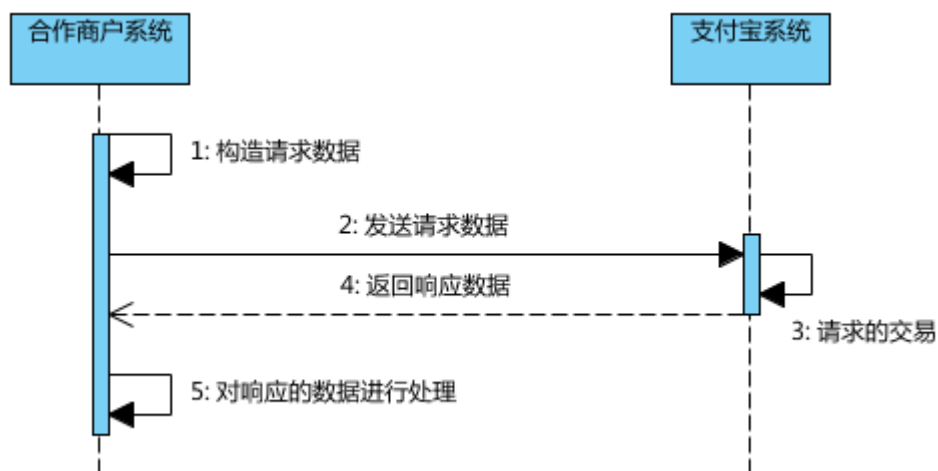 合作商户系统
支付宝系统
1: 构造请求数据
2: 发送请求数据
4: 返回响应数据
3: 请求的交易
5: 对响应的数据进行处理